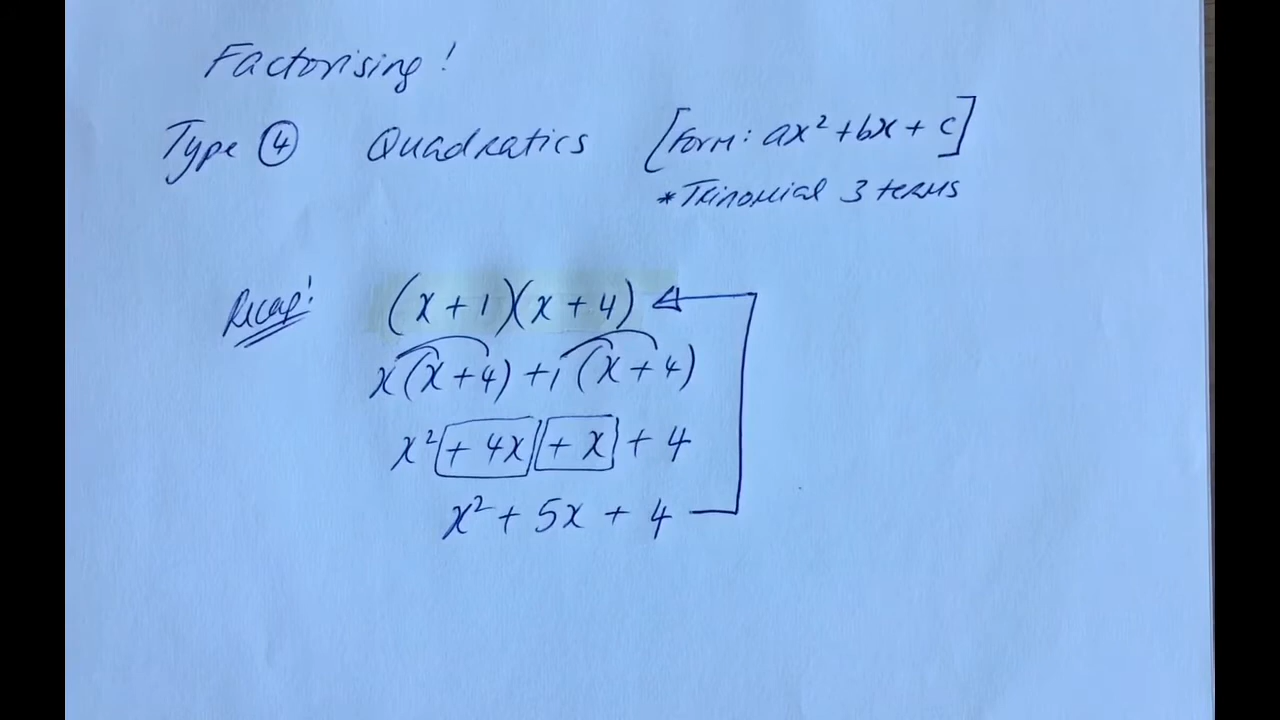 Factorising!
Type ④ Quadratics [Form: ax² + bx + c]
*Trinomial 3 terms
Recap! (x + 1)(x + 4)
x(x + 4) + 1(x + 4)
x² + 4x + x + 4
x² + 5x + 4